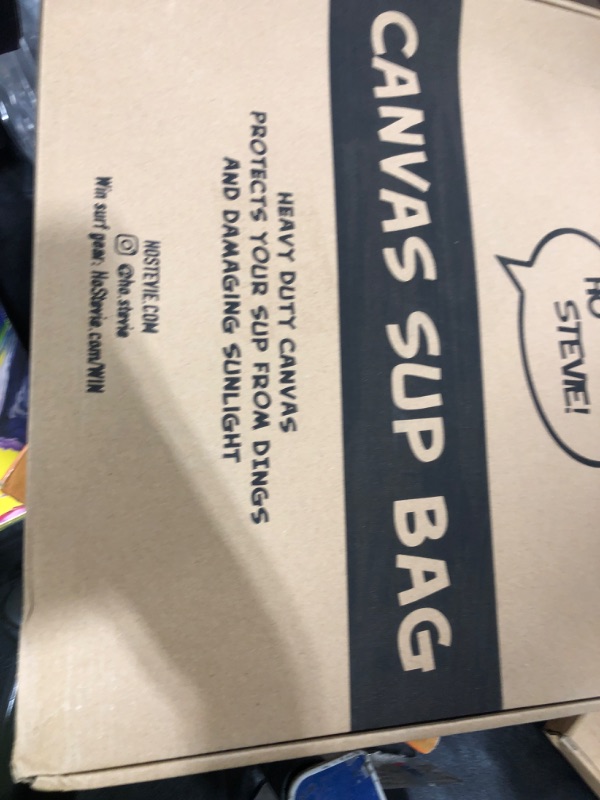 HO
STEVIE!
CANVAS SUP BAG
HEAVY DUTY CANVAS
PROTECTS YOUR SUP FROM DINGS
AND DAMAGING SUNLIGHT
HOSTEVIE.COM
@ho.stevie
Win surf gear: HoStevie.com/WIN